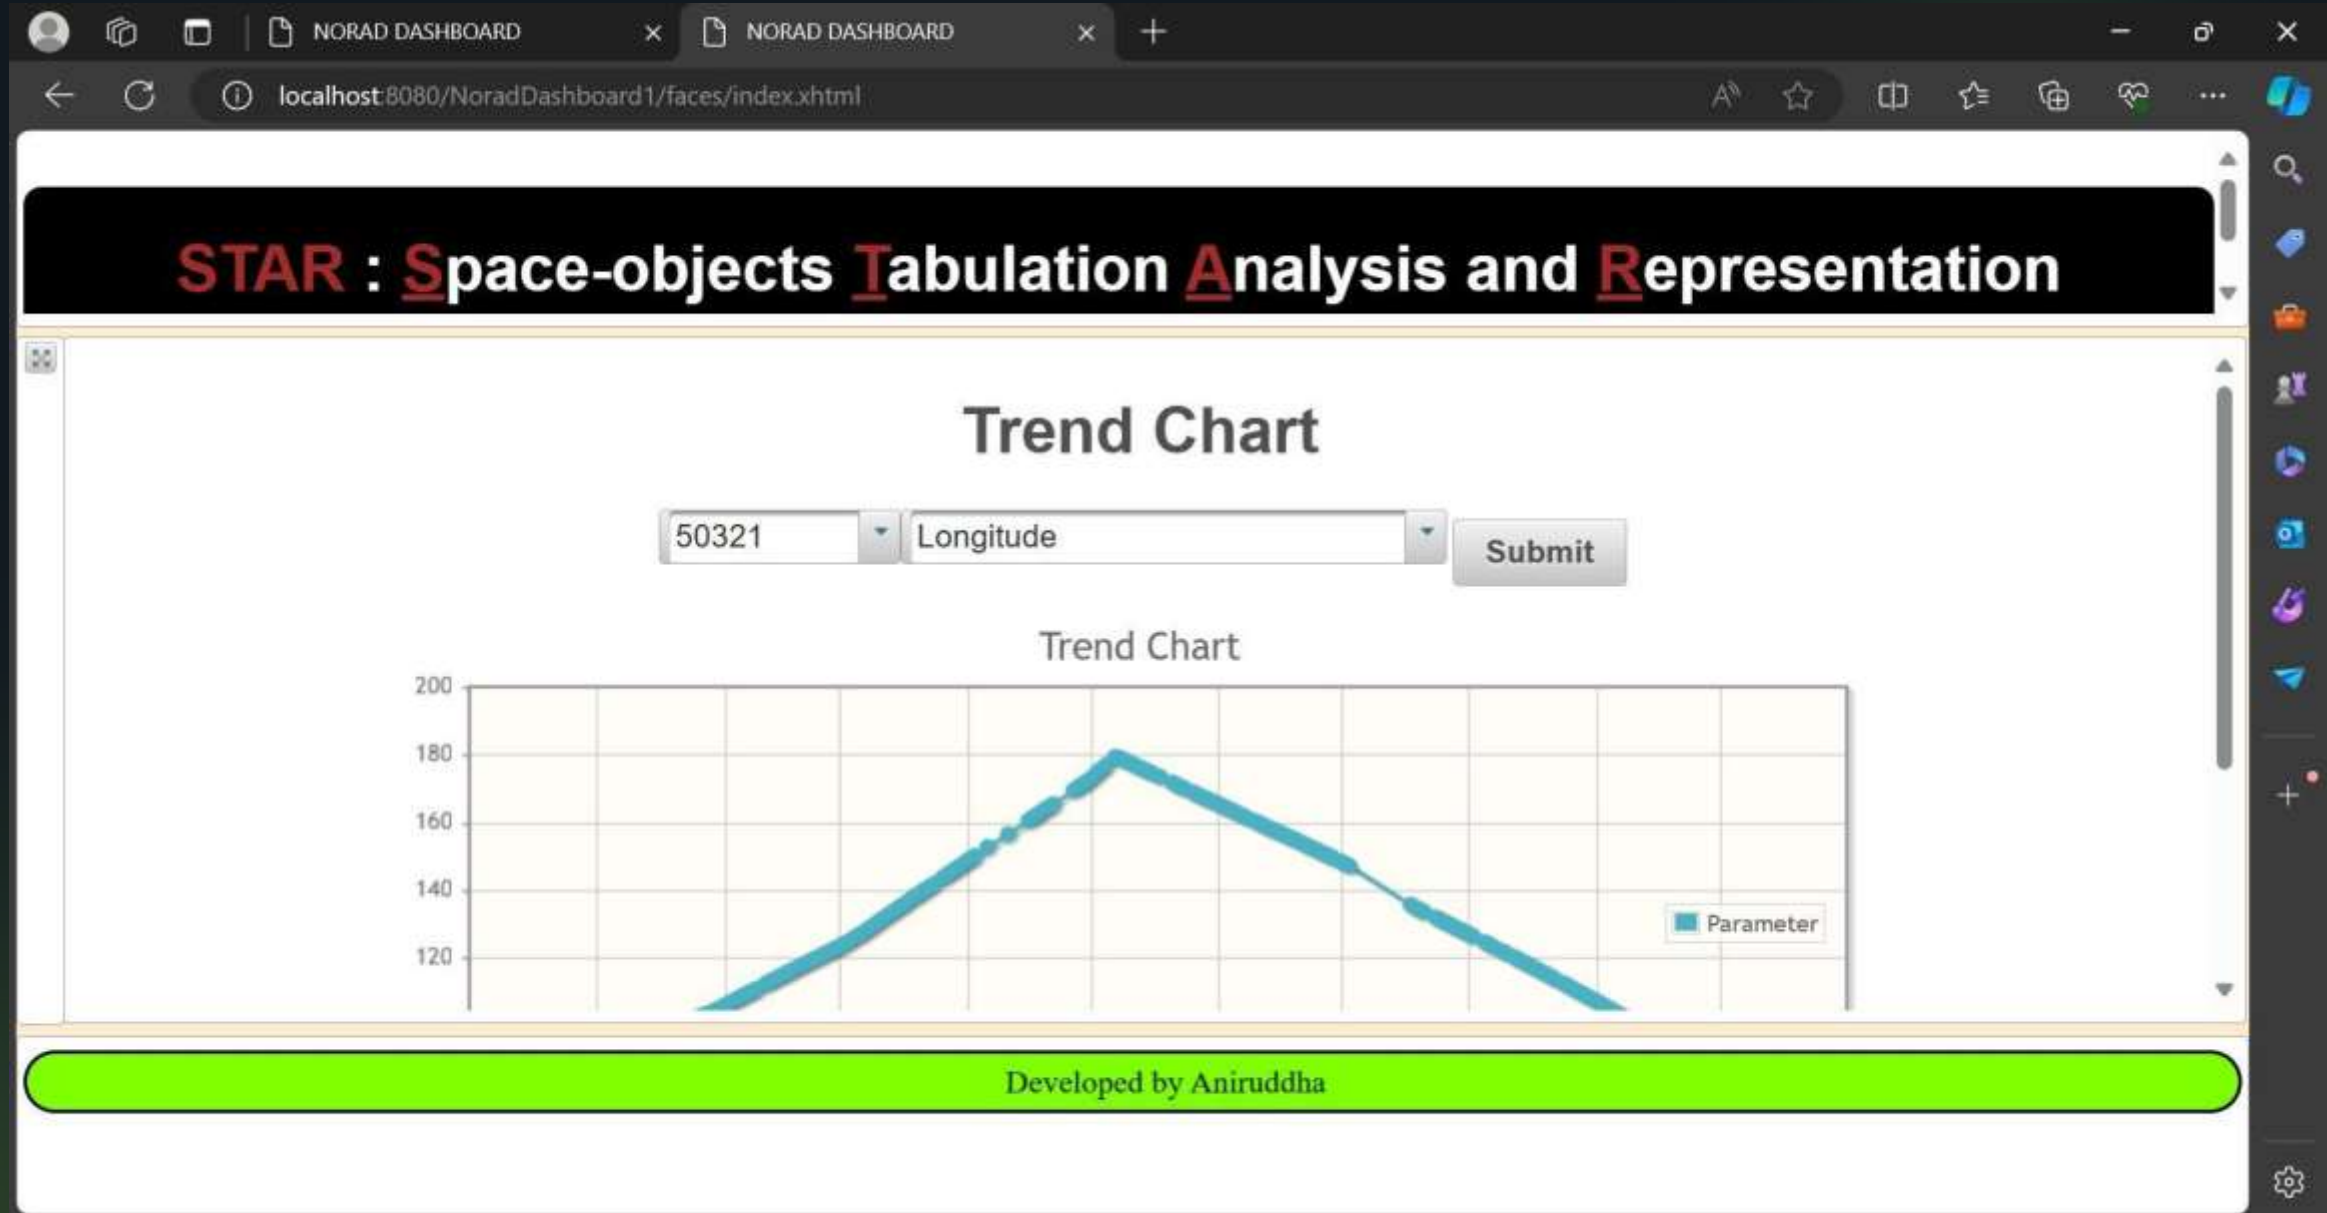 NORAD DASHBOARD
NORAD DASHBOARD
localhost:8080/NoradDashboard1/faces/index.xhtml
STAR : Space-objects Tabulation Analysis and Representation
Trend Chart
50321
Longitude
Submit
Trend Chart
200
180
160
140
120
Parameter
Developed by Aniruddha